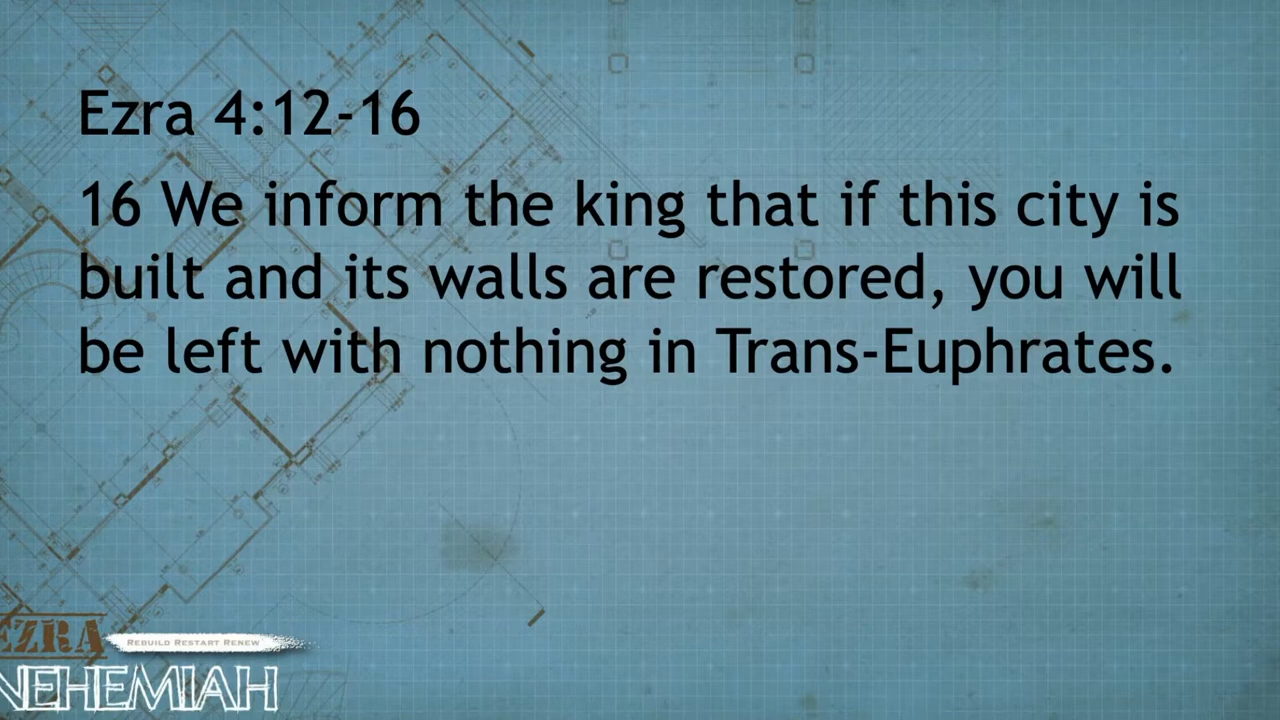 Ezra 4:12-16
16 We inform the king that if this city is
built and its walls are restored, you will
be left with nothing in Trans-Euphrates.
EZRA
Rebuild Restart Renew
NEHEMIAH